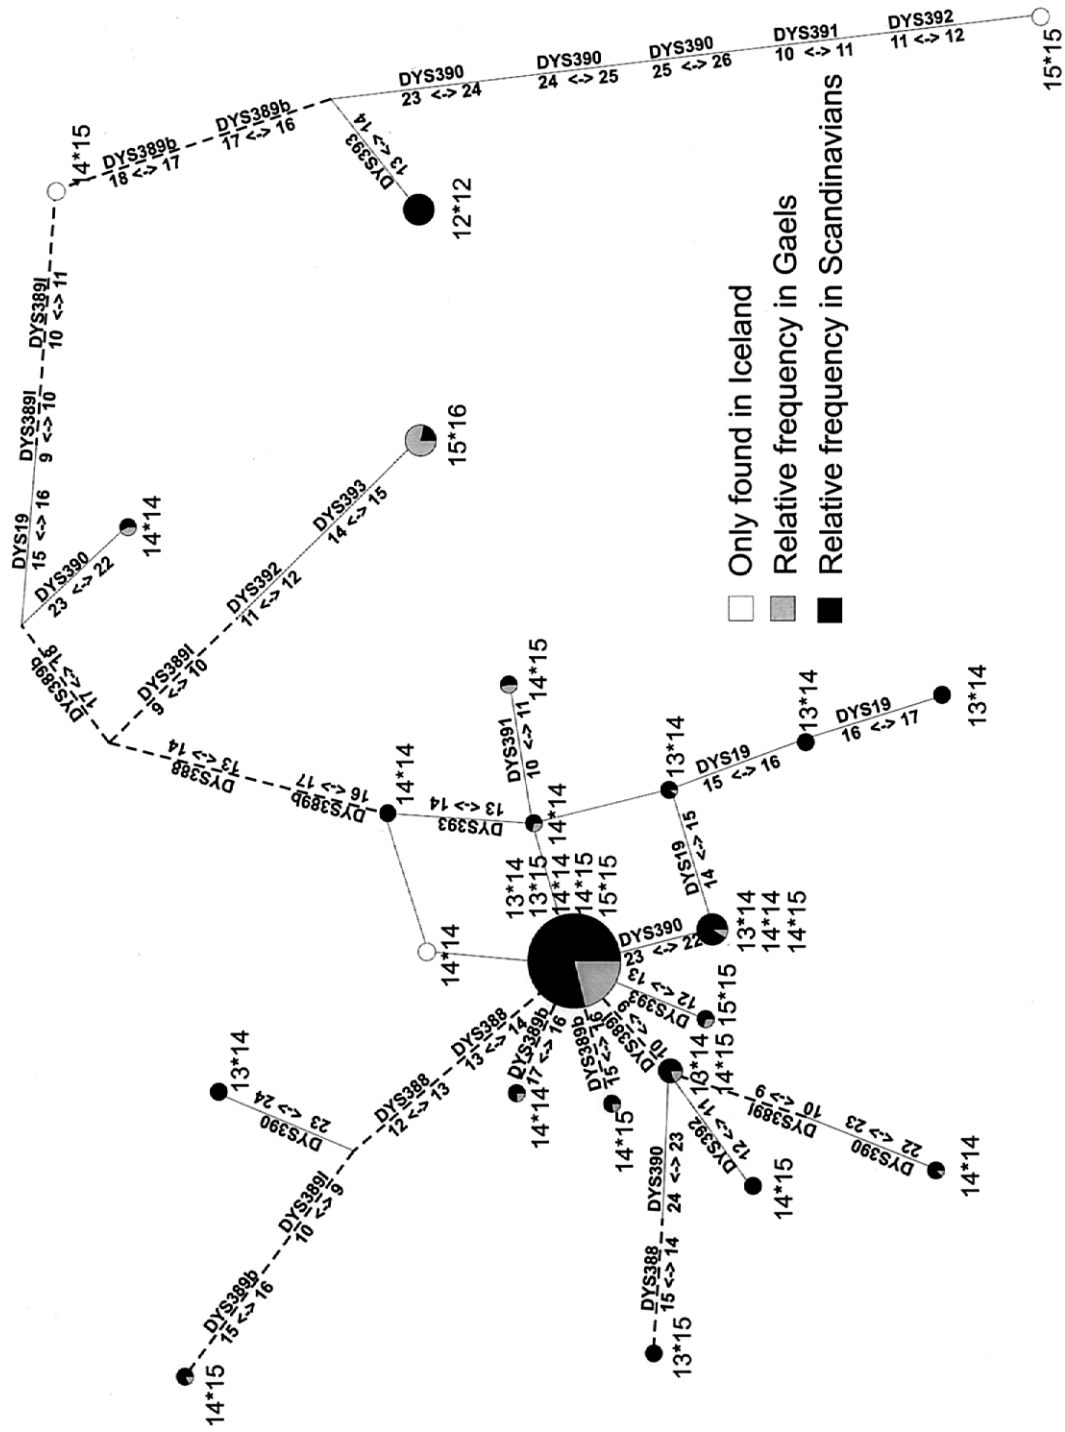 DYS392
11 <-> 12
15*15
DYS391
10 <-> 11
DYS390
25 <-> 26
DYS390
24 <-> 25
DYS390
23 <-> 24
DYS389b
17 <-> 16
DYS389b
18 <-> 17
14*15
DYS393
13 <-> 14
12*12
DYS389I
10 <-> 11
DYS389I
9 <-> 10
DYS19
15 <-> 16
DYS390
23 <-> 22
14*14
DYS389b
17 <-> 18
DYS389I
9 <-> 10
DYS392
11 <-> 12
DYS393
14 <-> 15
15*16
DYS388
13 <-> 14
DYS389b
16 <-> 17
14*14
DYS393
13 <-> 14
14*14
DYS391
10 <-> 11
14*15
14*14
13*14
13*15
14*14
14*15
15*15
13*14
DYS19
15 <-> 16
13*14
DYS19
16 <-> 17
13*14
DYS19
14 <-> 15
DYS390
23 <-> 22
13*14
14*14
14*15
DYS393
12 <-> 13
15*15
DYS389I
10 <-> 9
13*14
14*15
DYS389b
15 <-> 16
14*15
DYS389b
17 <-> 16
14*14
DYS388
13 <-> 14
DYS388
12 <-> 13
DYS390
23 <-> 24
13*14
DYS389I
10 <-> 9
DYS389b
15 <-> 16
14*15
DYS390
24 <-> 23
DYS388
15 <-> 14
13*15
DYS392
12 <-> 11
14*15
DYS389I
10 <-> 9
DYS390
22 <-> 23
14*14
Only found in Iceland
Relative frequency in Gaels
Relative frequency in Scandinavians